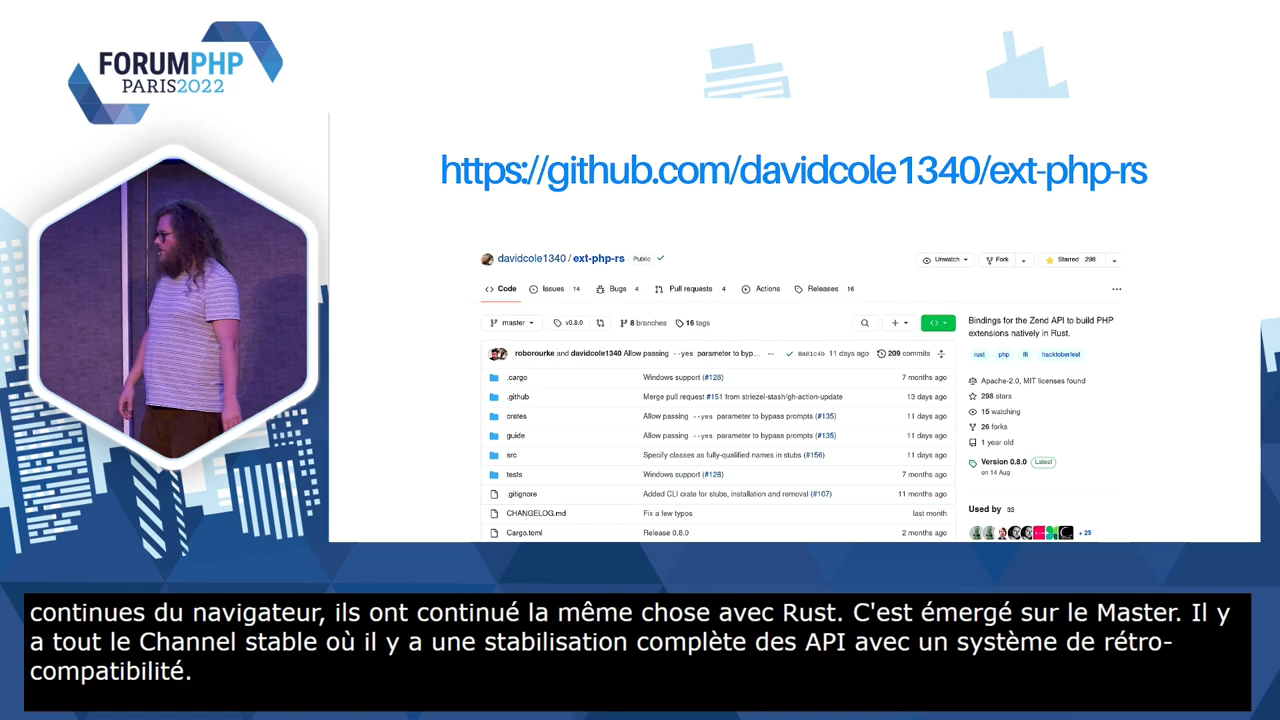 FORUMPHP
PARIS2022
https://github.com/davidcole1340/ext-php-rs
davidcole1340 / ext-php-rs Public
Unwatch Fork Starred 298
Code Issues 14 Bugs 4 Pull requests 4 Actions Releases 16
master v0.8.0 8 branches 16 tags
roborourke and davidcole1340 Allow passing --yes parameter to byp... 11 days ago 209 commits
.cargo Windows support (#128) 7 months ago
.github Merge pull request #151 from striezel-stash/gh-action-update 13 days ago
crates Allow passing --yes parameter to bypass prompts (#135) 11 days ago
guide Allow passing --yes parameter to bypass prompts (#135) 11 days ago
src Specify classes as fully-qualified names in stubs (#156) 11 days ago
tests Windows support (#128) 7 months ago
.gitignore Added CLI crate for stubs, installation and removal (#107) 11 months ago
CHANGELOG.md Fix a few typos last month
Cargo.toml Release 0.8.0 2 months ago
Bindings for the Zend API to build PHP
extensions natively in Rust.
rust php ffi hacktoberfest
Apache-2.0, MIT licenses found
298 stars
15 watching
26 forks
1 year old
Version 0.8.0 Latest
on 14 Aug
Used by 33
+ 25
continues du navigateur, ils ont continué la même chose avec Rust. C'est émergé sur le Master. Il y
a tout le Channel stable où il y a une stabilisation complète des API avec un système de rétro-
compatibilité.